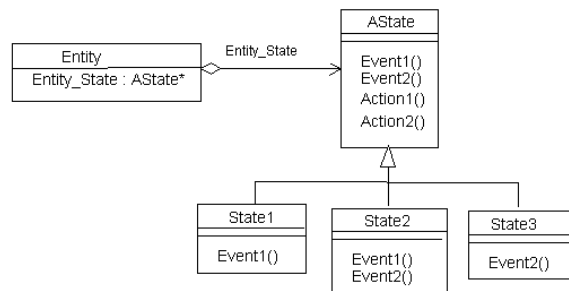 Entity
Entity_State : AState*
Entity_State
AState
Event1()
Event2()
Action1()
Action2()
State1
Event1()
State2
Event1()
Event2()
State3
Event2()